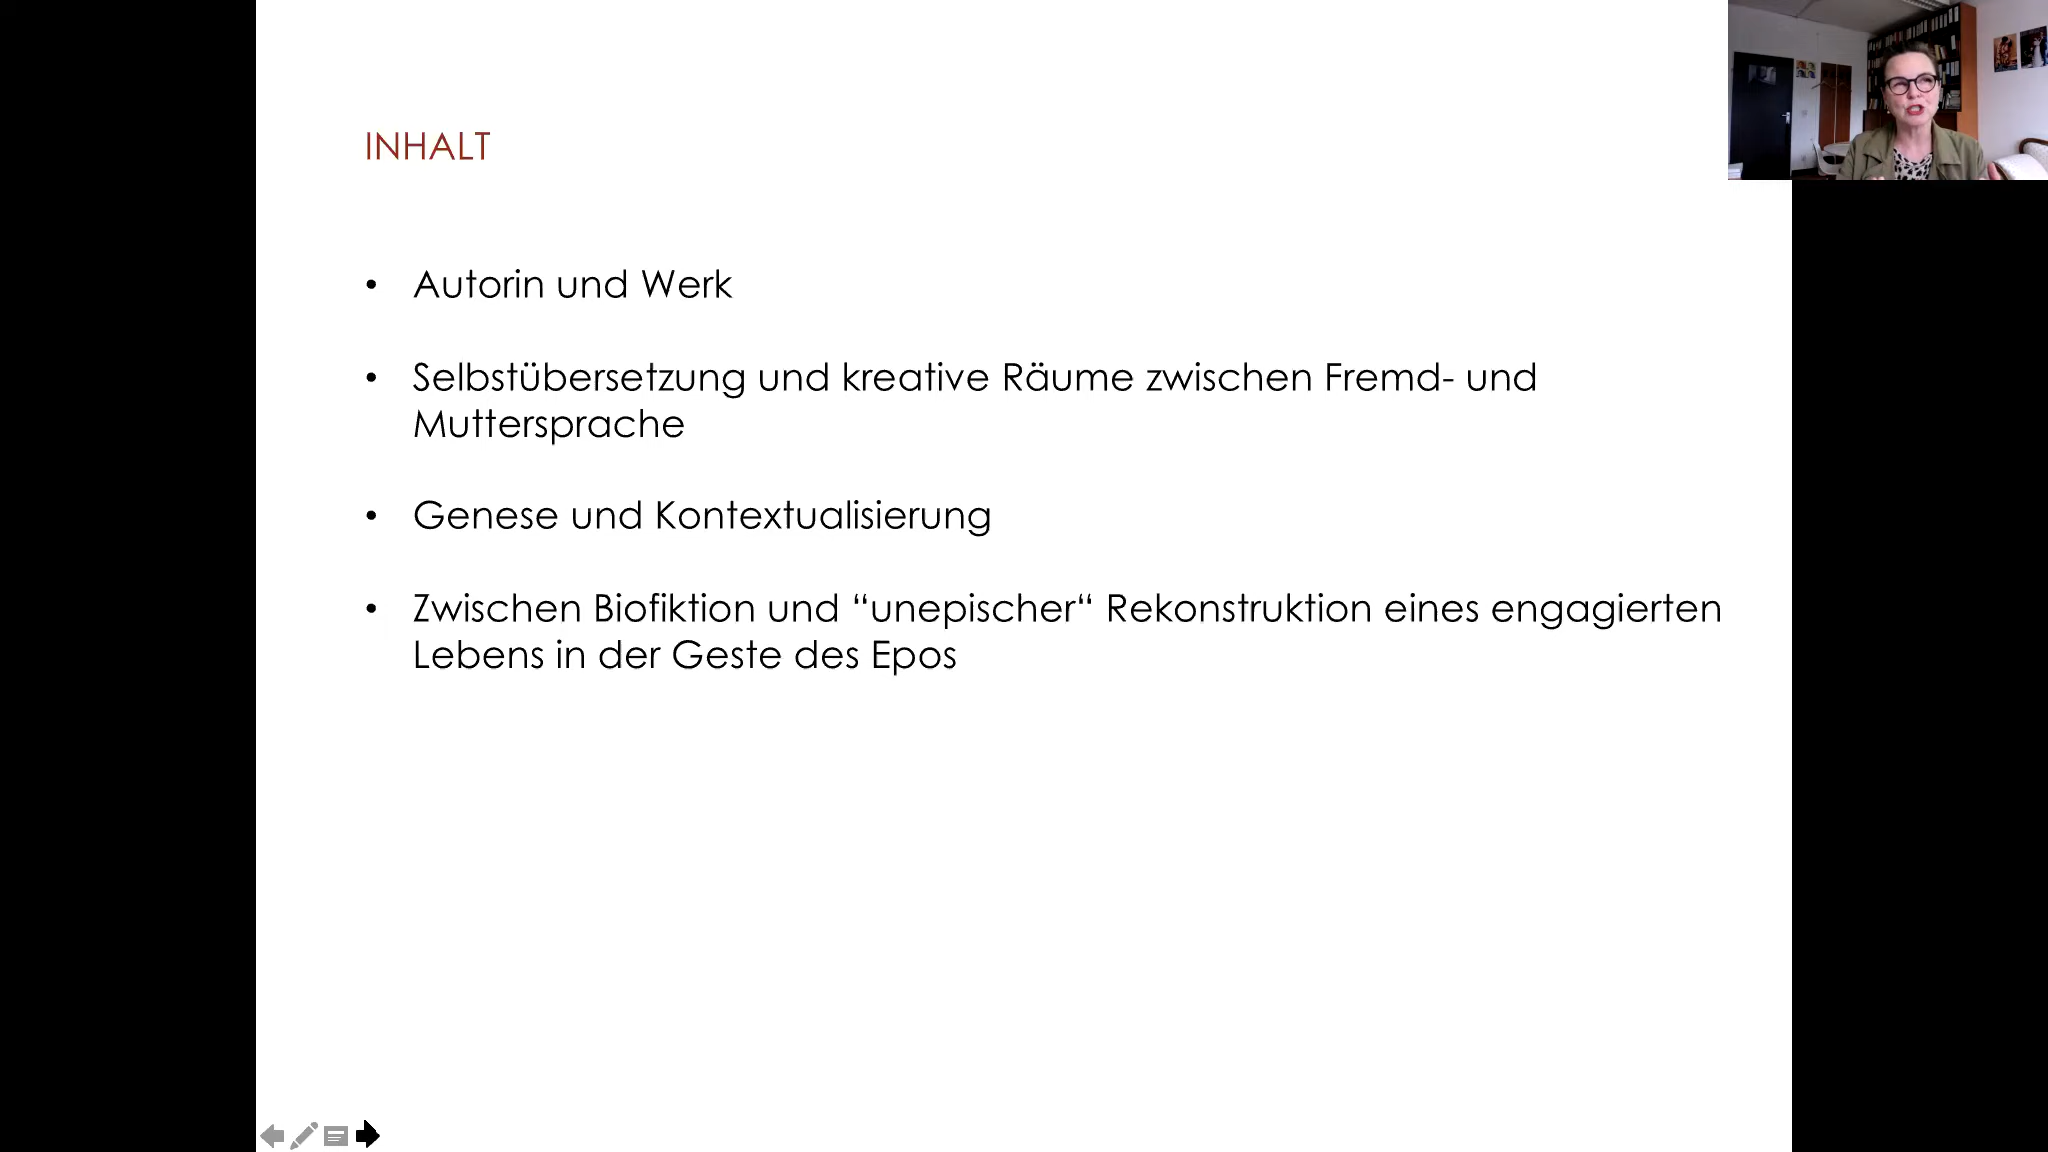 INHALT
• Autorin und Werk
• Selbstübersetzung und kreative Räume zwischen Fremd- und
Muttersprache
• Genese und Kontextualisierung
• Zwischen Biofiktion und “unepischer“ Rekonstruktion eines engagierten
Lebens in der Geste des Epos